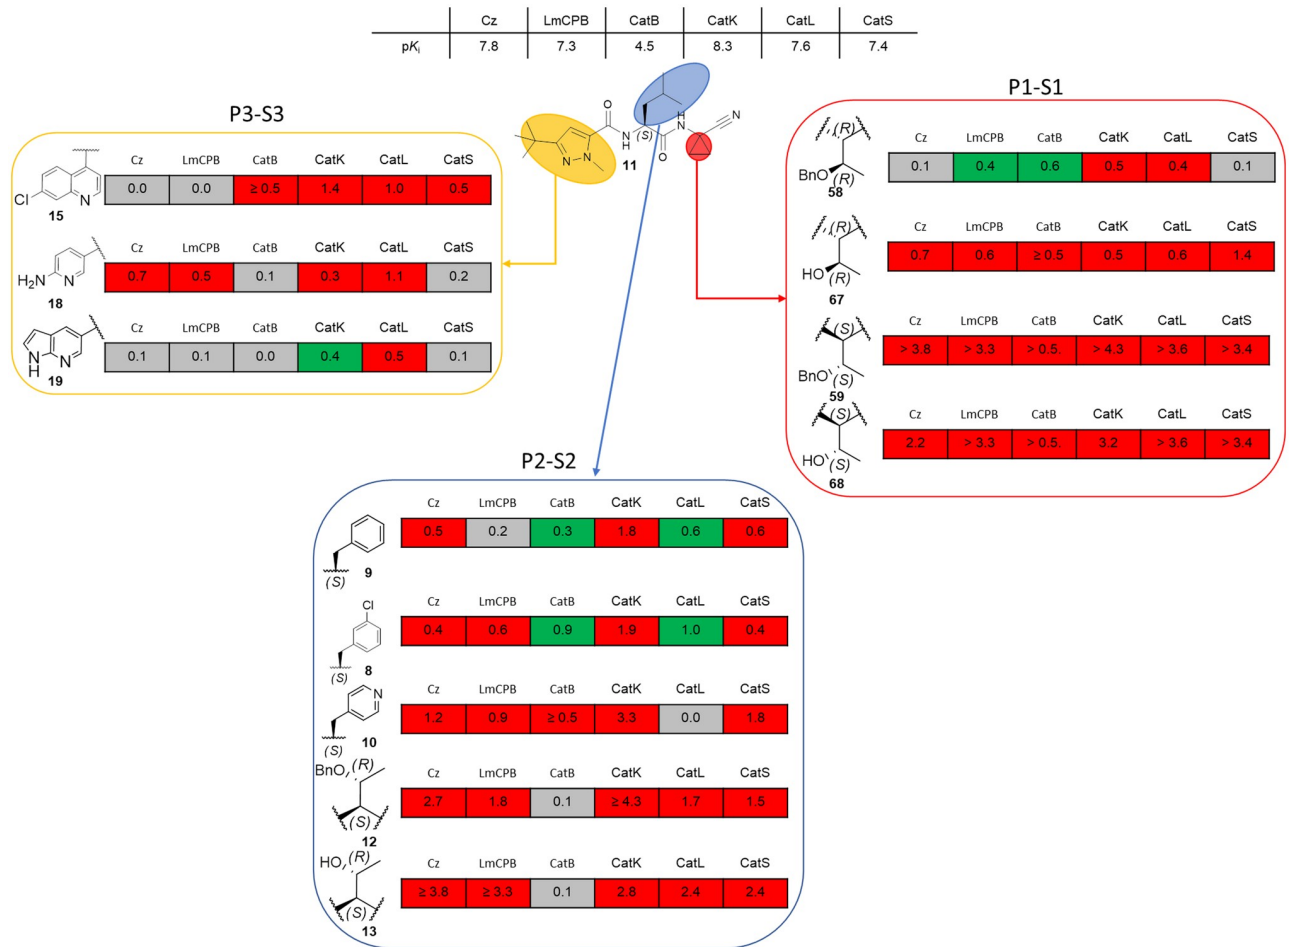 Cz LmCPB CatB CatK CatL CatS
pKi 7.8 7.3 4.5 8.3 7.6 7.4
O
H
N
N
N
N
H
(S)
O
N
11
P3-S3
Cl
N
15
Cz LmCPB CatB CatK CatL CatS
0.0 0.0 ≥ 0.5 1.4 1.0 0.5
H2N
N
18
Cz LmCPB CatB CatK CatL CatS
0.7 0.5 0.1 0.3 1.1 0.2
N
H
N
19
Cz LmCPB CatB CatK CatL CatS
0.1 0.1 0.0 0.4 0.5 0.1
P1-S1
(R)
BnO
(R)
58
Cz LmCPB CatB CatK CatL CatS
0.1 0.4 0.6 0.5 0.4 0.1
(R)
HO
(R)
67
Cz LmCPB CatB CatK CatL CatS
0.7 0.6 ≥ 0.5 0.5 0.6 1.4
(S)
BnO
(S)
59
Cz LmCPB CatB CatK CatL CatS
> 3.8 > 3.3 > 0.5. > 4.3 > 3.6 > 3.4
(S)
HO
(S)
68
Cz LmCPB CatB CatK CatL CatS
2.2 > 3.3 > 0.5. 3.2 > 3.6 > 3.4
P2-S2
(S)
9
Cz LmCPB CatB CatK CatL CatS
0.5 0.2 0.3 1.8 0.6 0.6
Cl
(S)
8
Cz LmCPB CatB CatK CatL CatS
0.4 0.6 0.9 1.9 1.0 0.4
N
(S)
10
Cz LmCPB CatB CatK CatL CatS
1.2 0.9 ≥ 0.5 3.3 0.0 1.8
BnO
(R)
(S)
12
Cz LmCPB CatB CatK CatL CatS
2.7 1.8 0.1 ≥ 4.3 1.7 1.5
HO
(R)
(S)
13
Cz LmCPB CatB CatK CatL CatS
≥ 3.8 ≥ 3.3 0.1 2.8 2.4 2.4